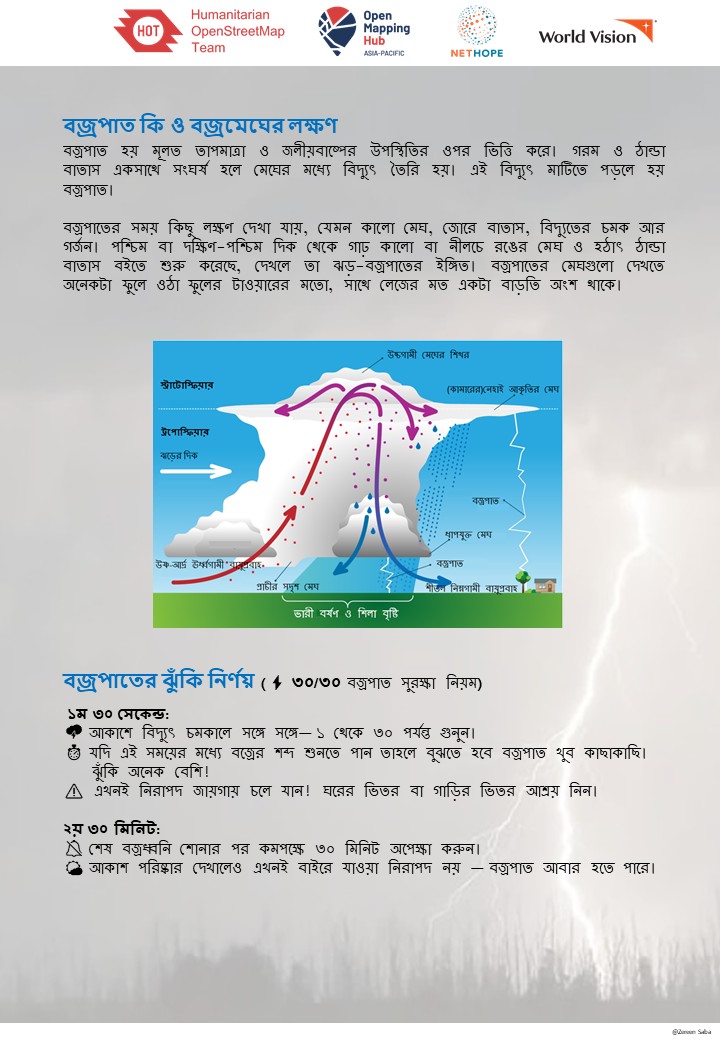 HOT
Humanitarian
OpenStreetMap
Team
Open
Mapping
Hub
ASIA-PACIFIC
NETHOPE
World Vision
বজ্রপাত কি ও বজ্রমেঘের লক্ষণ
বজ্রপাত হয় মূলত তাপমাত্রা ও জলীয়বাষ্পের উপস্থিতির ওপর ভিত্তি করে। গরম ও ঠান্ডা
বাতাস একসাথে সংঘর্ষ হলে মেঘের মধ্যে বিদ্যুৎ তৈরি হয়। এই বিদ্যুৎ মাটিতে পড়লে হয়
বজ্রপাত।
বজ্রপাতের সময় কিছু লক্ষণ দেখা যায়, যেমন কালো মেঘ, জোরে বাতাস, বিদ্যুতের চমক আর
গর্জন। পশ্চিম বা দক্ষিণ-পশ্চিম দিক থেকে গাঢ় কালো বা নীলচে রঙের মেঘ ও হঠাৎ ঠান্ডা
বাতাস বইতে শুরু করেছে, দেখলে তা ঝড়-বজ্রপাতের ইঙ্গিত। বজ্রপাতের মেঘগুলো দেখতে
অনেকটা ফুলে ওঠা ফুলের টাওয়ারের মতো, সাথে লেজের মত একটা বাড়তি অংশ থাকে।
উষ্ণগামী মেঘের শিখর
স্ট্রাটোস্ফিয়ার
(কামারের)নেহাই আকৃতির মেঘ
ট্রপোস্ফিয়ার
ঝড়ের দিক
বজ্রপাত
ধাপযুক্ত মেঘ
উষ্ণ-আর্দ্র উর্ধ্বগামী বায়ুপ্রবাহ
বজ্রপাত
প্রাচীর সদৃশ মেঘ
শীতল নিম্নগামী বায়ুপ্রবাহ
ভারী বর্ষণ ও শিলা বৃষ্টি
বজ্রপাতের ঝুঁকি নির্ণয় ( ৩০/৩০ বজ্রপাত সুরক্ষা নিয়ম)
১ম ৩০ সেকেন্ড:
আকাশে বিদ্যুৎ চমকালে সঙ্গে সঙ্গে— ১ থেকে ৩০ পর্যন্ত গুনুন।
যদি এই সময়ের মধ্যে বজ্রের শব্দ শুনতে পান তাহলে বুঝতে হবে বজ্রপাত খুব কাছাকাছি।
ঝুঁকি অনেক বেশি!
এখনই নিরাপদ জায়গায় চলে যান! ঘরের ভিতর বা গাড়ির ভিতর আশ্রয় নিন।
২য় ৩০ মিনিট:
শেষ বজ্রধ্বনি শোনার পর কমপক্ষে ৩০ মিনিট অপেক্ষা করুন।
আকাশ পরিষ্কার দেখালেও এখনই বাইরে যাওয়া নিরাপদ নয় — বজ্রপাত আবার হতে পারে।